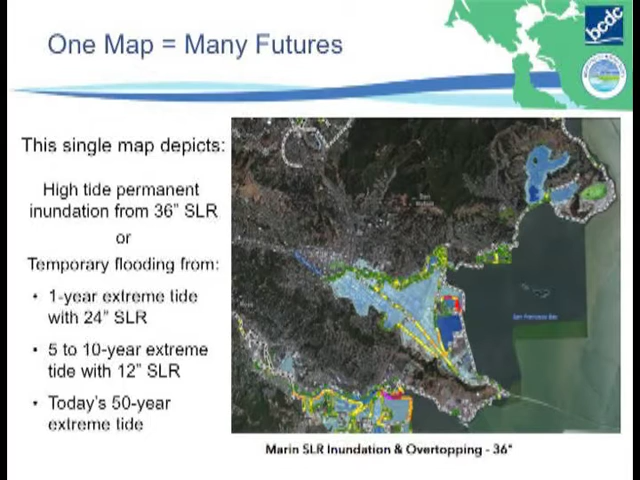 One Map = Many Futures
bcdc
This single map depicts:
High tide permanent
inundation from 36" SLR
or
Temporary flooding from:
• 1-year extreme tide
with 24" SLR
• 5 to 10-year extreme
tide with 12" SLR
• Today's 50-year
extreme tide
San Francisco Bay
Marin SLR Inundation & Overtopping - 36"